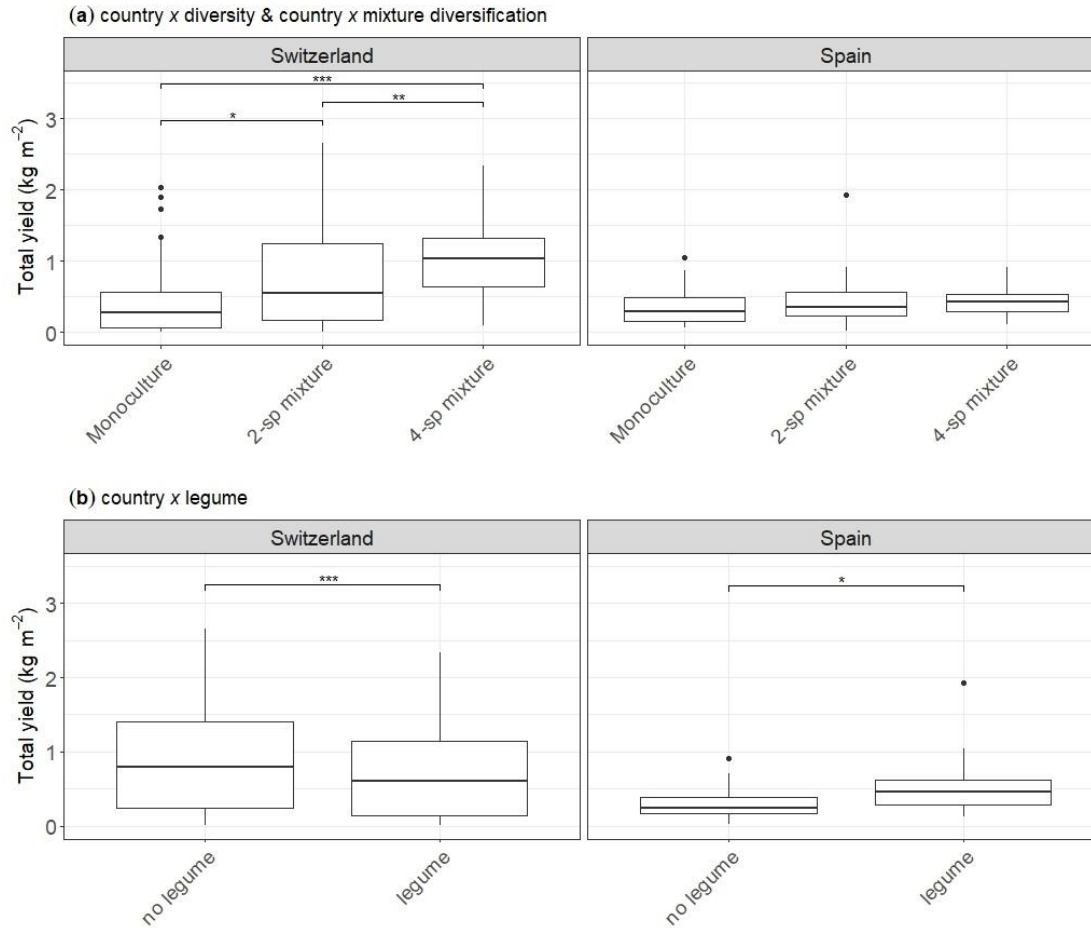 (a) country x diversity & country x mixture diversification
Switzerland
Spain
***
**
*
Total yield (kg m−2)
3
2
1
0
Monoculture
2-sp mixture
4-sp mixture
Monoculture
2-sp mixture
4-sp mixture
(b) country x legume
Switzerland
Spain
***
*
Total yield (kg m−2)
3
2
1
0
no legume
legume
no legume
legume